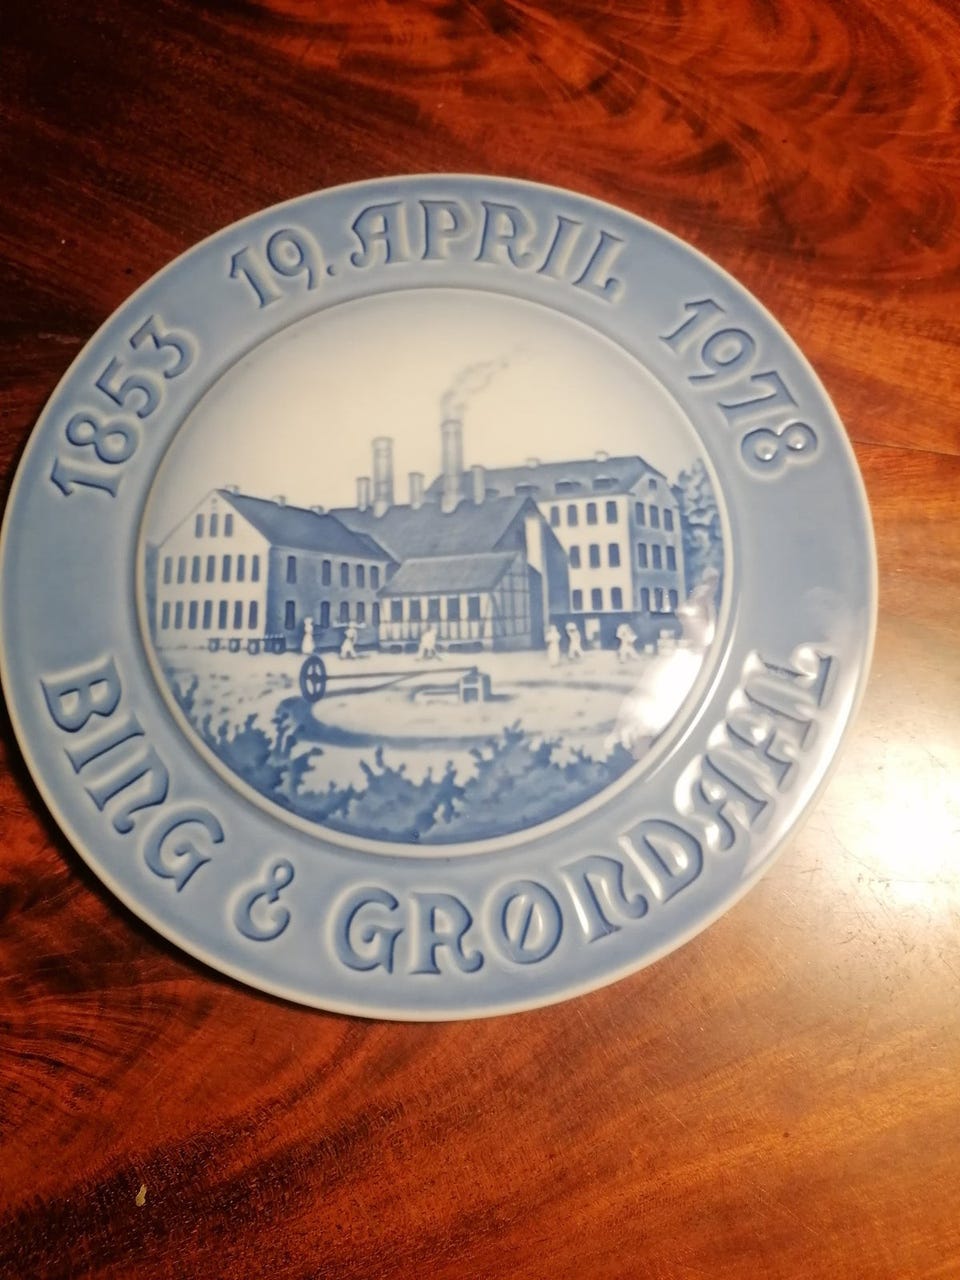 1853 19. APRIL 1978
BING & GRØNDAHL